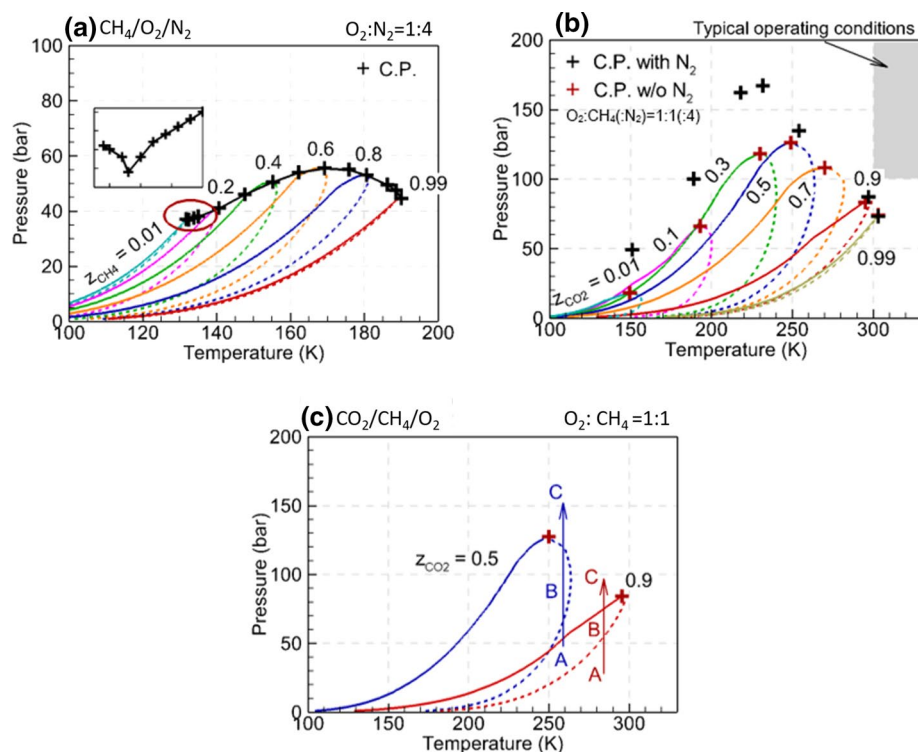 (a) CH₄/O₂/N₂ O₂:N₂=1:4
100
80
60
40
20
0
Pressure (bar)
C.P.
z_CH4 = 0.01
0.2
0.4
0.6
0.8
0.99
100 120 140 160 180 200
Temperature (K)
(b) Typical operating conditions
200
150
100
50
0
Pressure (bar)
C.P. with N₂
C.P. w/o N₂
O₂:CH₄(:N₂)=1:1(:4)
z_CO2 = 0.01
0.1
0.3
0.5
0.7
0.9
0.99
100 150 200 250 300
Temperature (K)
(c) CO₂/CH₄/O₂ O₂: CH₄ =1:1
200
150
100
50
0
Pressure (bar)
z_CO2 = 0.5
0.9
C
B
A
C
B
A
100 150 200 250 300
Temperature (K)